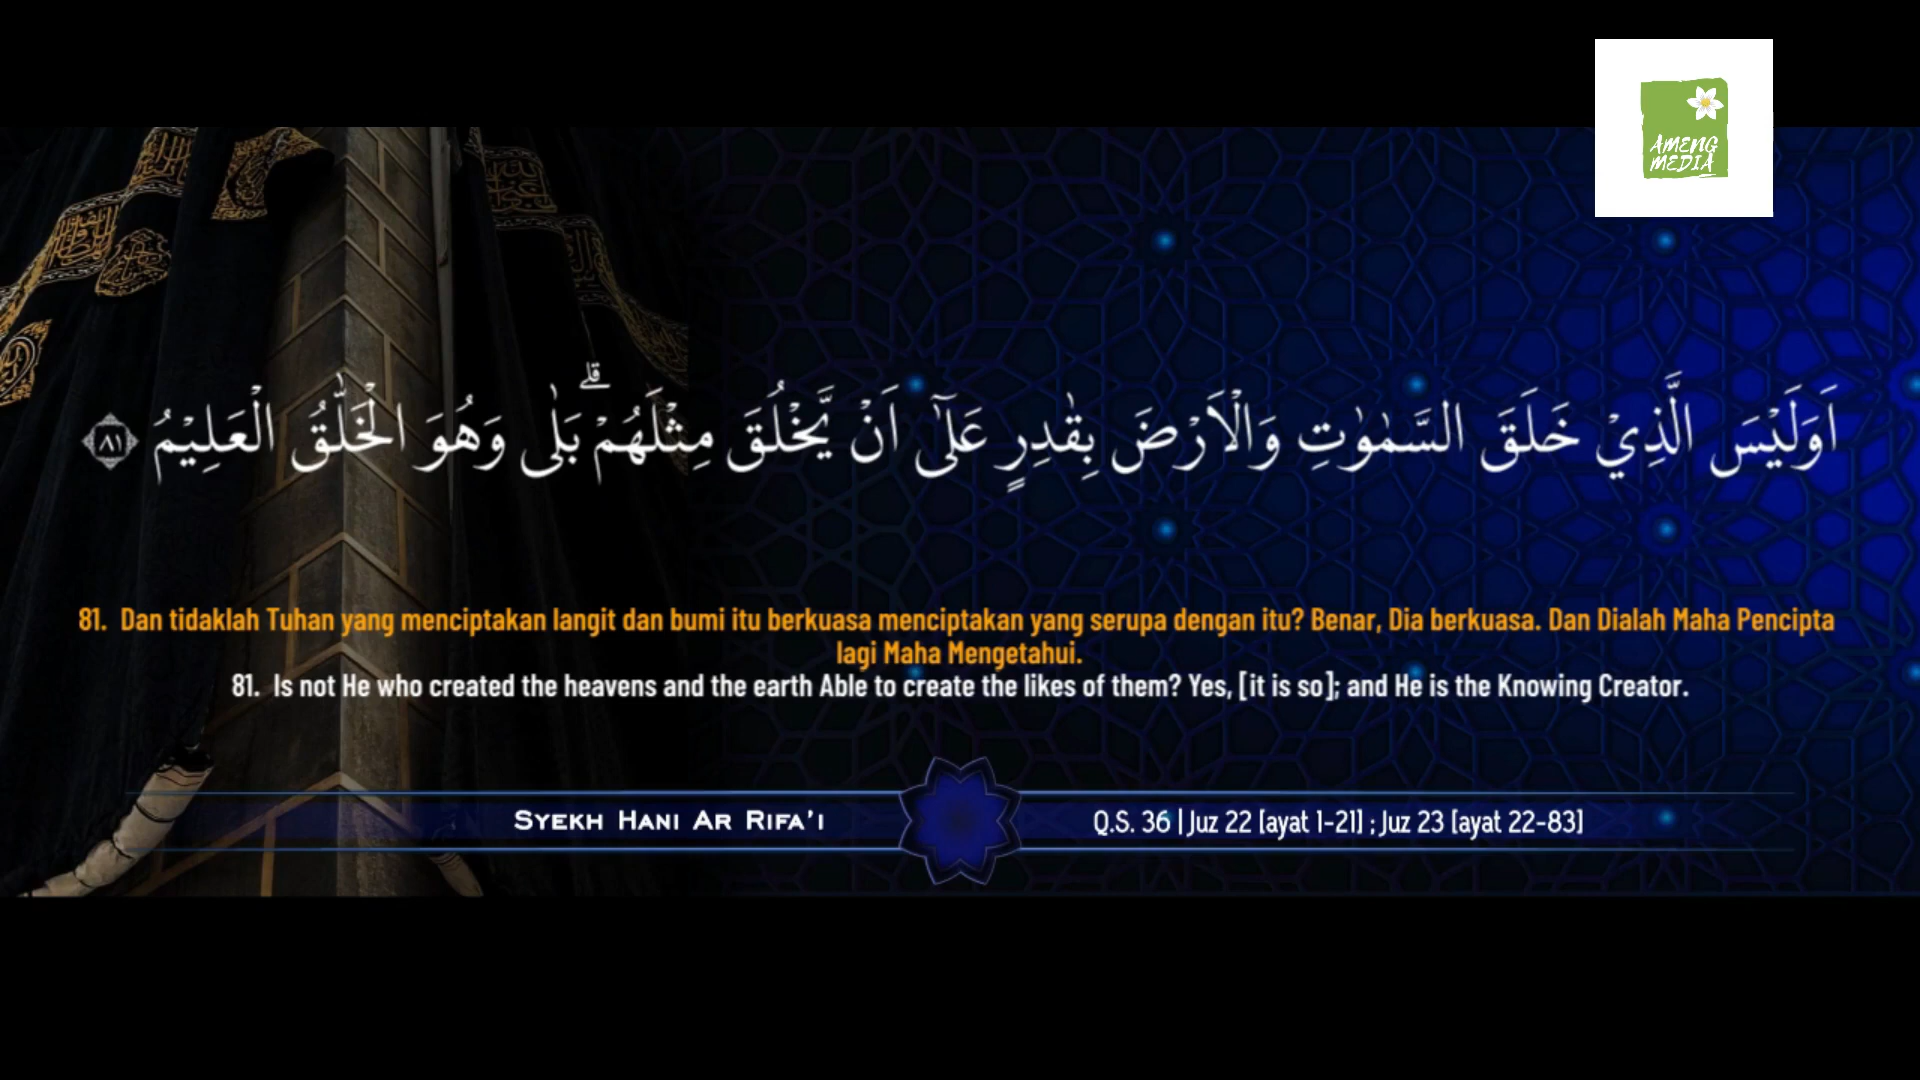 AMENG
MEDIA
اَوَلَيْسَ الَّذِيْ خَلَقَ السَّمٰوٰتِ وَالْاَرْضَ بِقٰدِرٍ عَلٰٓى اَنْ يَّخْلُقَ مِثْلَهُمْ ۗ بَلٰى وَهُوَ الْخَلّٰقُ الْعَلِيْمُ ٨١
81. Dan tidaklah Tuhan yang menciptakan langit dan bumi itu berkuasa menciptakan yang serupa dengan itu? Benar, Dia berkuasa. Dan Dialah Maha Pencipta
lagi Maha Mengetahui.
81. Is not He who created the heavens and the earth Able to create the likes of them? Yes, [it is so]; and He is the Knowing Creator.
Syekh Hani Ar Rifa'i
Q.S. 36 | Juz 22 [ayat 1-21] ; Juz 23 [ayat 22-83]